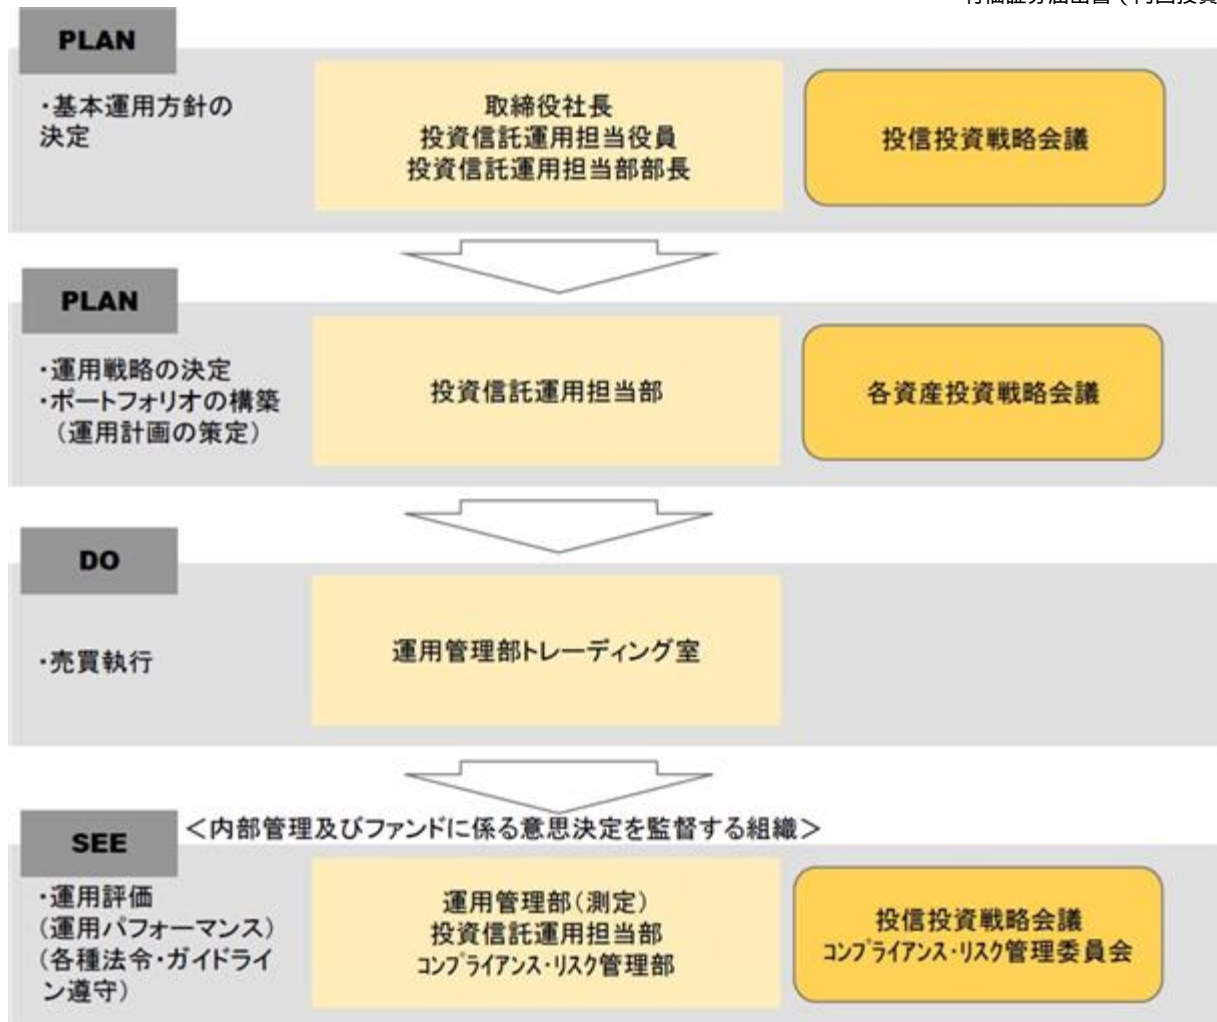 PLAN
・基本運用方針の
決定
取締役社長
投資信託運用担当役員
投資信託運用担当部部長
投信投資戦略会議
PLAN
・運用戦略の決定
・ポートフォリオの構築
（運用計画の策定）
投資信託運用担当部
各資産投資戦略会議
DO
・売買執行
運用管理部トレーディング室
SEE
＜内部管理及びファンドに係る意思決定を監督する組織＞
・運用評価
（運用パフォーマンス）
（各種法令・ガイドライ
ン遵守）
運用管理部（測定）
投資信託運用担当部
ｺﾝﾌﾟﾗｲｱﾝｽ・ﾘｽｸ管理部
投信投資戦略会議
ｺﾝﾌﾟﾗｲｱﾝｽ・ﾘｽｸ管理委員会